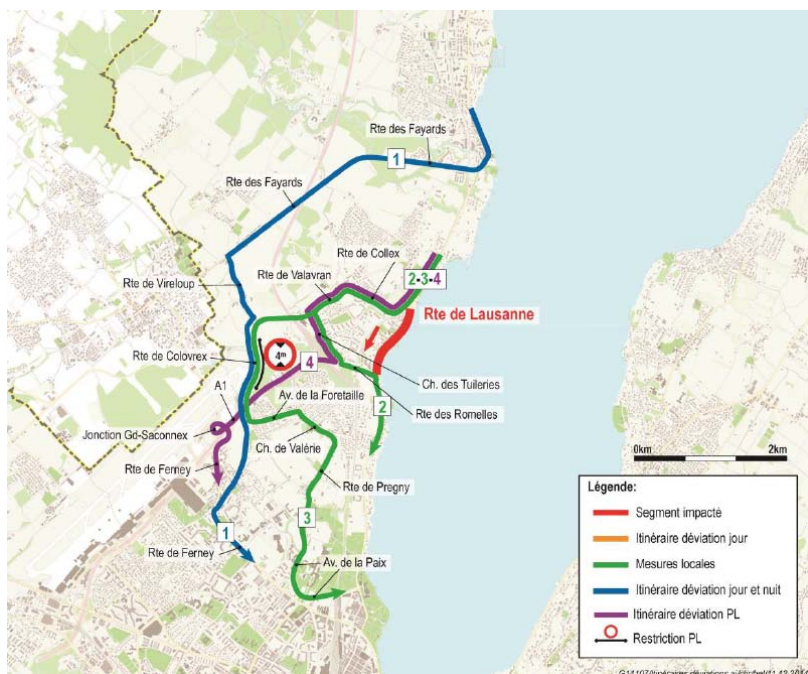 Rte des Fayards
1
Rte des Fayards
Rte de Collex
Rte de Valavran
2-3-4
Rte de Vireloup
Rte de Lausanne
Rte de Colovrex
4m
4
Ch. des Tuileries
A1
Av. de la Foretaille
2
Rte des Romelles
Jonction Gd-Saconnex
Ch. de Valérie
0km
2km
Rte de Ferney
Rte de Pregny
3
1
Rte de Ferney
Av. de la Paix
Légende:
Segment impacté
Itinéraire déviation jour
Mesures locales
Itinéraire déviation jour et nuit
Itinéraire déviation PL
Restriction PL